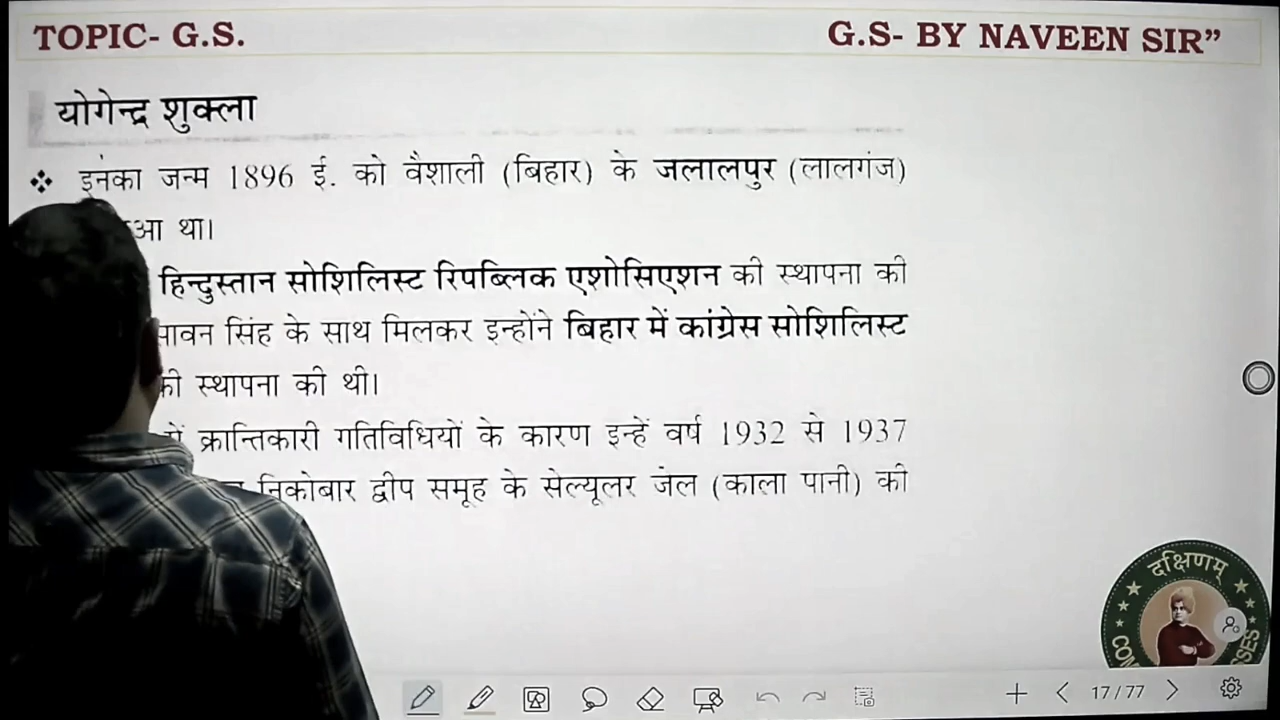 TOPIC- G.S.
G.S- BY NAVEEN SIR”
योगेन्द्र शुक्ला
❖ इनका जन्म 1896 ई. को वैशाली (बिहार) के जलालपुर (लालगंज)
था।
हिन्दुस्तान सोशिलिस्ट रिपब्लिक एशोसिएशन की स्थापना की
सिंह के साथ मिलकर इन्होंने बिहार में कांग्रेस सोशिलिस्ट
की स्थापना की थी।
में क्रान्तिकारी गतिविधियों के कारण इन्हें वर्ष 1932 से 1937
निकोबार द्वीप समूह के सेल्यूलर जेल (काला पानी) की
दक्षिणम्
17/77